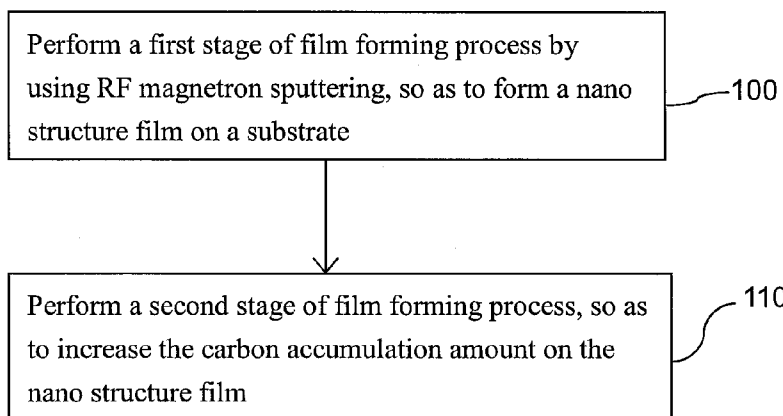 Perform a first stage of film forming process by
using RF magnetron sputtering, so as to form a nano
structure film on a substrate
100
Perform a second stage of film forming process, so as
to increase the carbon accumulation amount on the
nano structure film
110